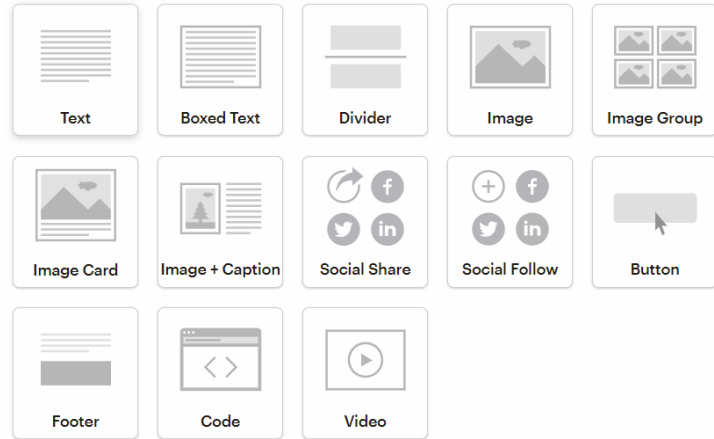 Text
Boxed Text
Divider
Image
Image Group
Image Card
Image + Caption
Social Share
Social Follow
Button
Footer
Code
Video